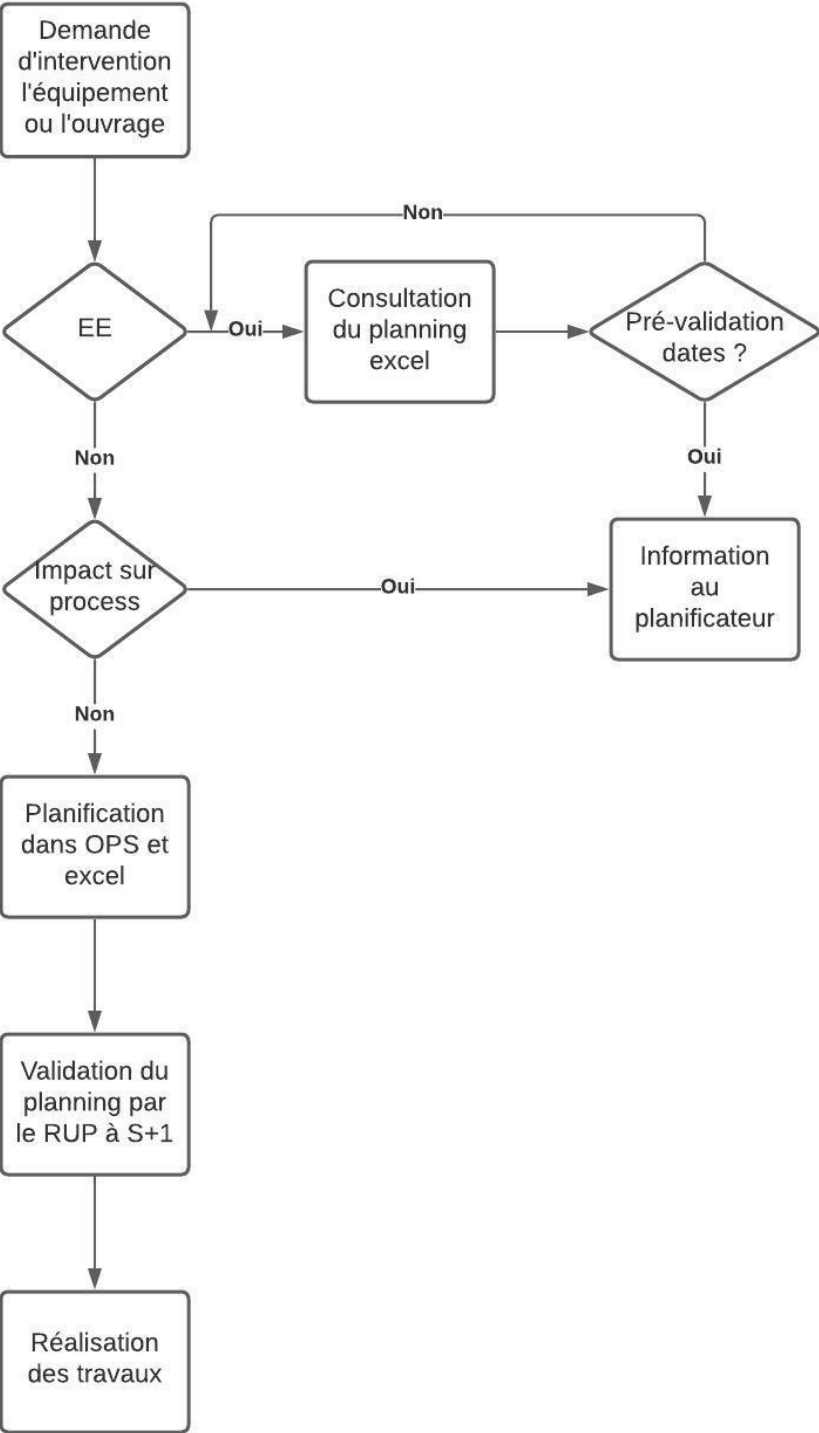 Demande
d'intervention
l'équipement
ou l'ouvrage
Non
EE
Oui
Consultation
du planning
excel
Pré-validation
dates ?
Non
Oui
Impact sur
process
Oui
Information
au
planificateur
Non
Planification
dans OPS et
excel
Validation du
planning par
le RUP à S+1
Réalisation
des travaux